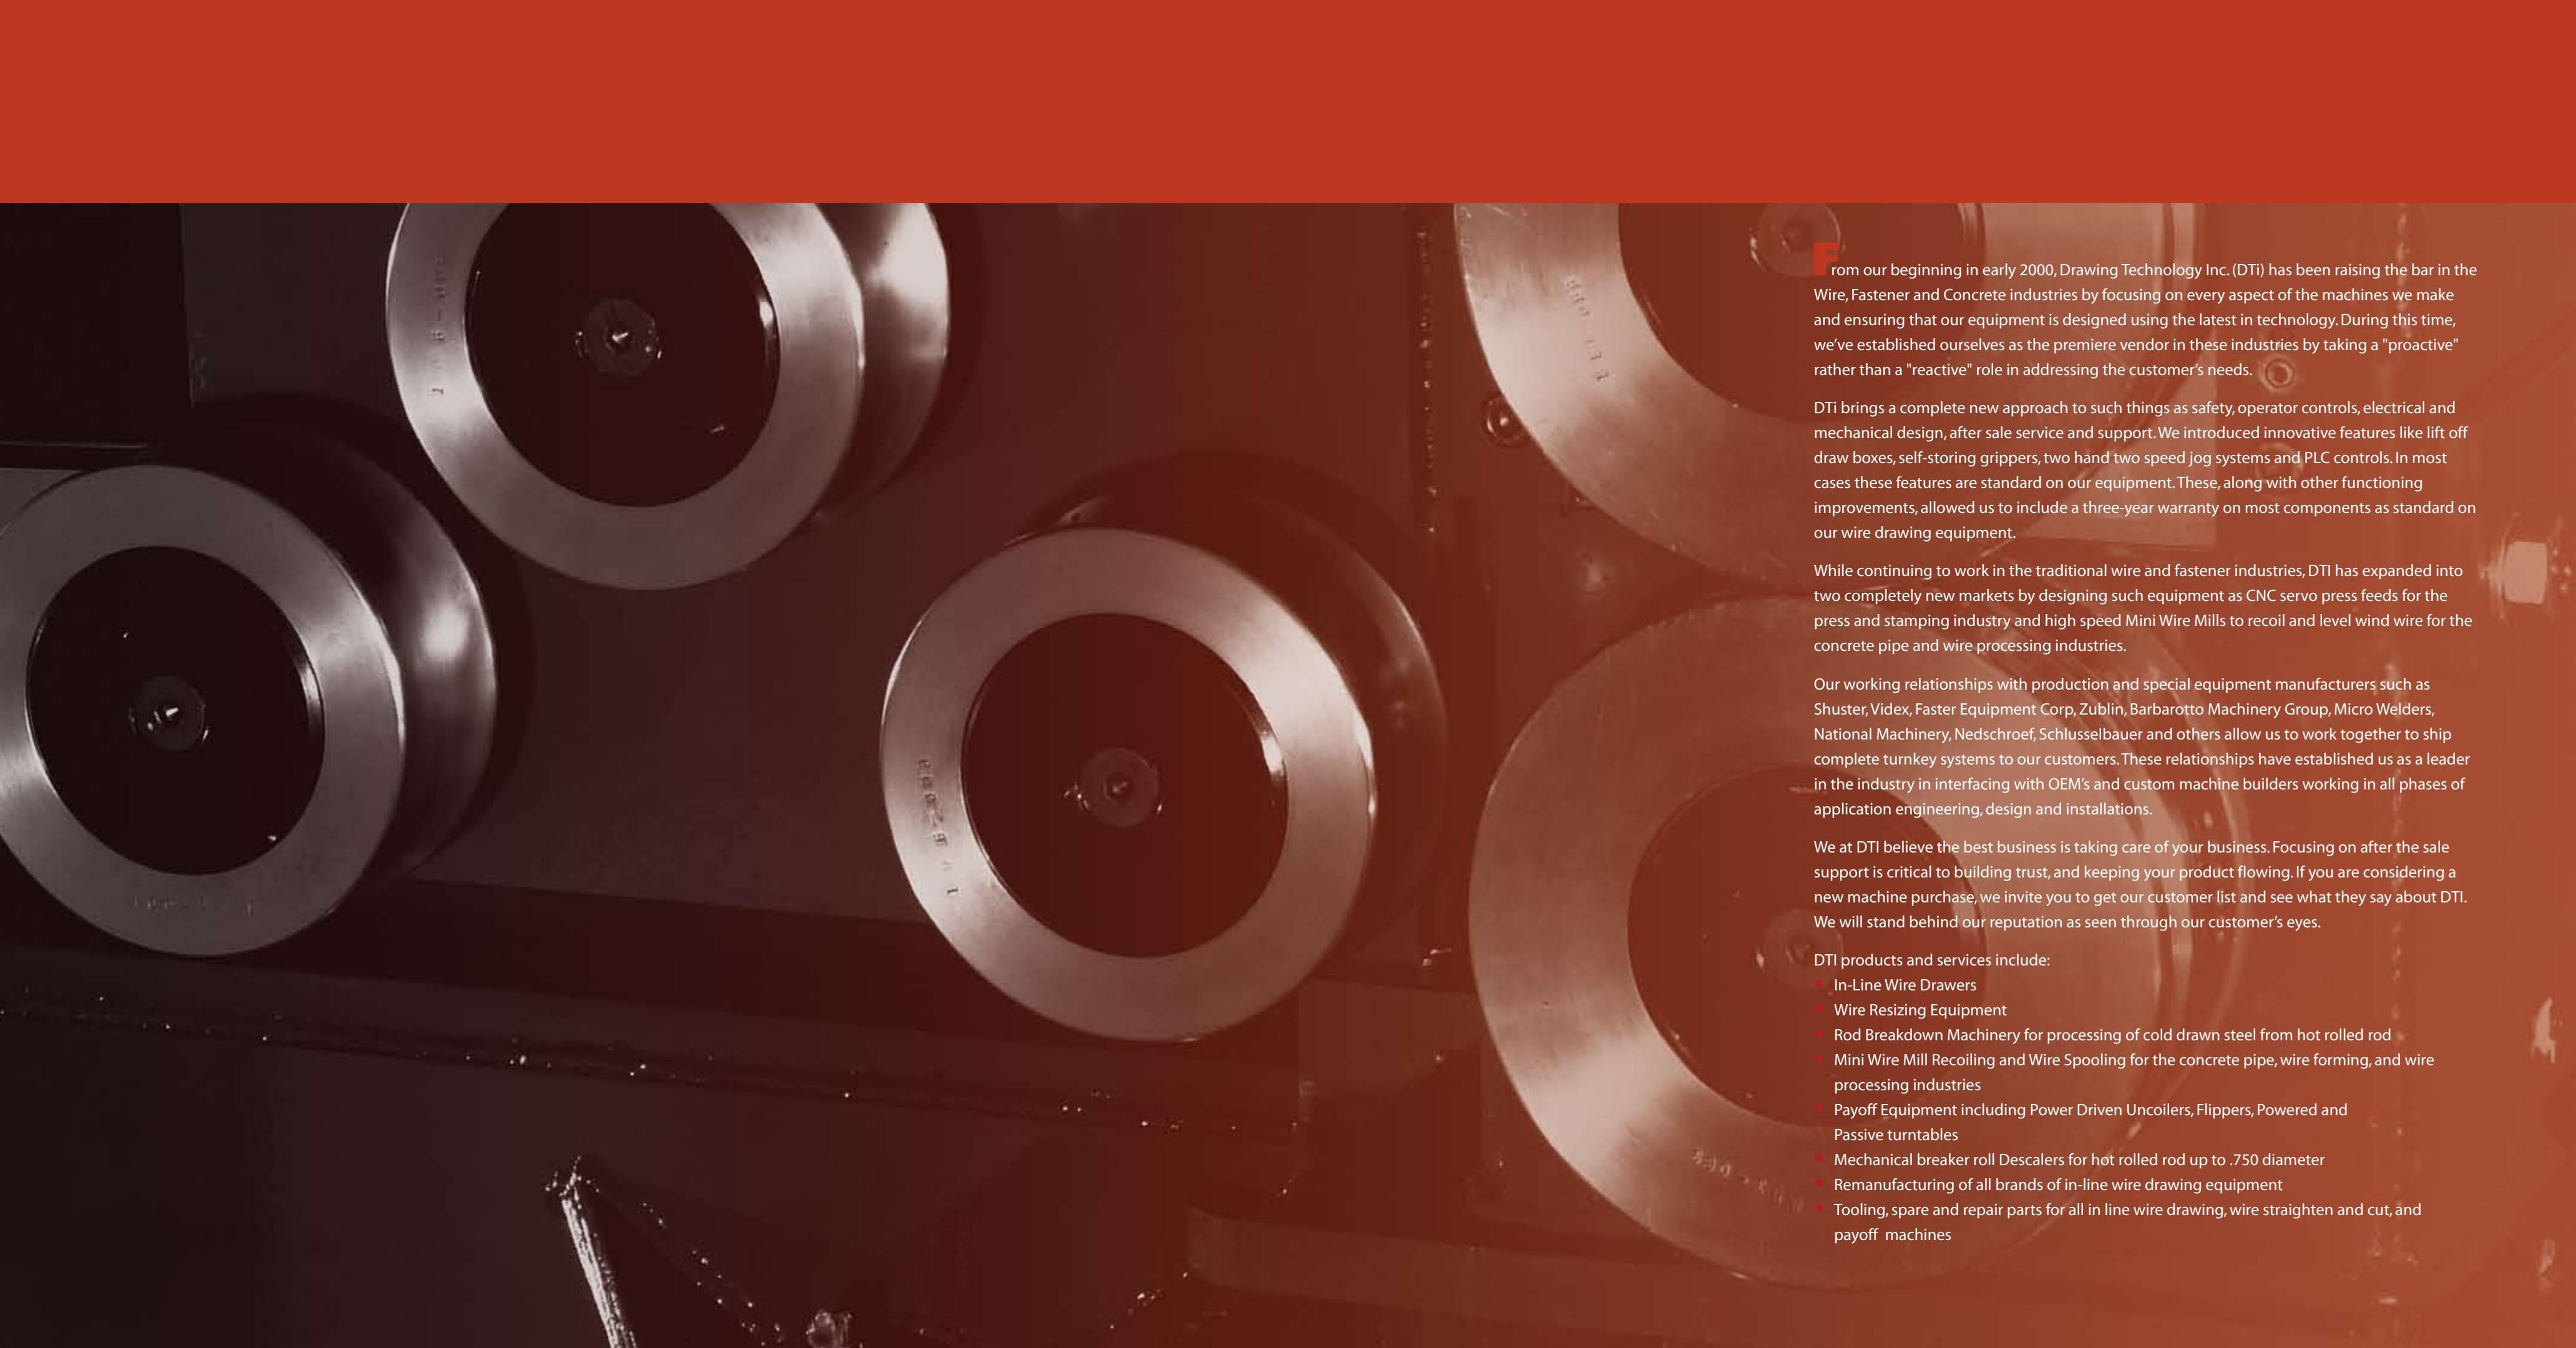 From our beginning in early 2000, Drawing Technology Inc. (DTi) has been raising the bar in the
Wire, Fastener and Concrete industries by focusing on every aspect of the machines we make
and ensuring that our equipment is designed using the latest in technology. During this time,
we've established ourselves as the premiere vendor in these industries by taking a "proactive"
rather than a "reactive" role in addressing the customer's needs.
DTi brings a complete new approach to such things as safety, operator controls, electrical and
mechanical design, after sale service and support. We introduced innovative features like lift off
draw boxes, self-storing grippers, two hand two speed jog systems and PLC controls. In most
cases these features are standard on our equipment. These, along with other functioning
improvements, allowed us to include a three-year warranty on most components as standard on
our wire drawing equipment.
While continuing to work in the traditional wire and fastener industries, DTI has expanded into
two completely new markets by designing such equipment as CNC servo press feeds for the
press and stamping industry and high speed Mini Wire Mills to recoil and level wind wire for the
concrete pipe and wire processing industries.
Our working relationships with production and special equipment manufacturers such as
Shuster, Videx, Faster Equipment Corp, Zublin, Barbarotto Machinery Group, Micro Welders,
National Machinery, Nedschroef, Schlusselbauer and others allow us to work together to ship
complete turnkey systems to our customers. These relationships have established us as a leader
in the industry in interfacing with OEM's and custom machine builders working in all phases of
application engineering, design and installations.
We at DTI believe the best business is taking care of your business. Focusing on after the sale
support is critical to building trust, and keeping your product flowing. If you are considering a
new machine purchase, we invite you to get our customer list and see what they say about DTI.
We will stand behind our reputation as seen through our customer's eyes.
DTI products and services include:
• In-Line Wire Drawers
• Wire Resizing Equipment
• Rod Breakdown Machinery for processing of cold drawn steel from hot rolled rod
• Mini Wire Mill Recoiling and Wire Spooling for the concrete pipe, wire forming, and wire
processing industries
• Payoff Equipment including Power Driven Uncoilers, Flippers, Powered and
Passive turntables
• Mechanical breaker roll Descalers for hot rolled rod up to .750 diameter
• Remanufacturing of all brands of in-line wire drawing equipment
• Tooling, spare and repair parts for all in line wire drawing, wire straighten and cut, and
payoff machines